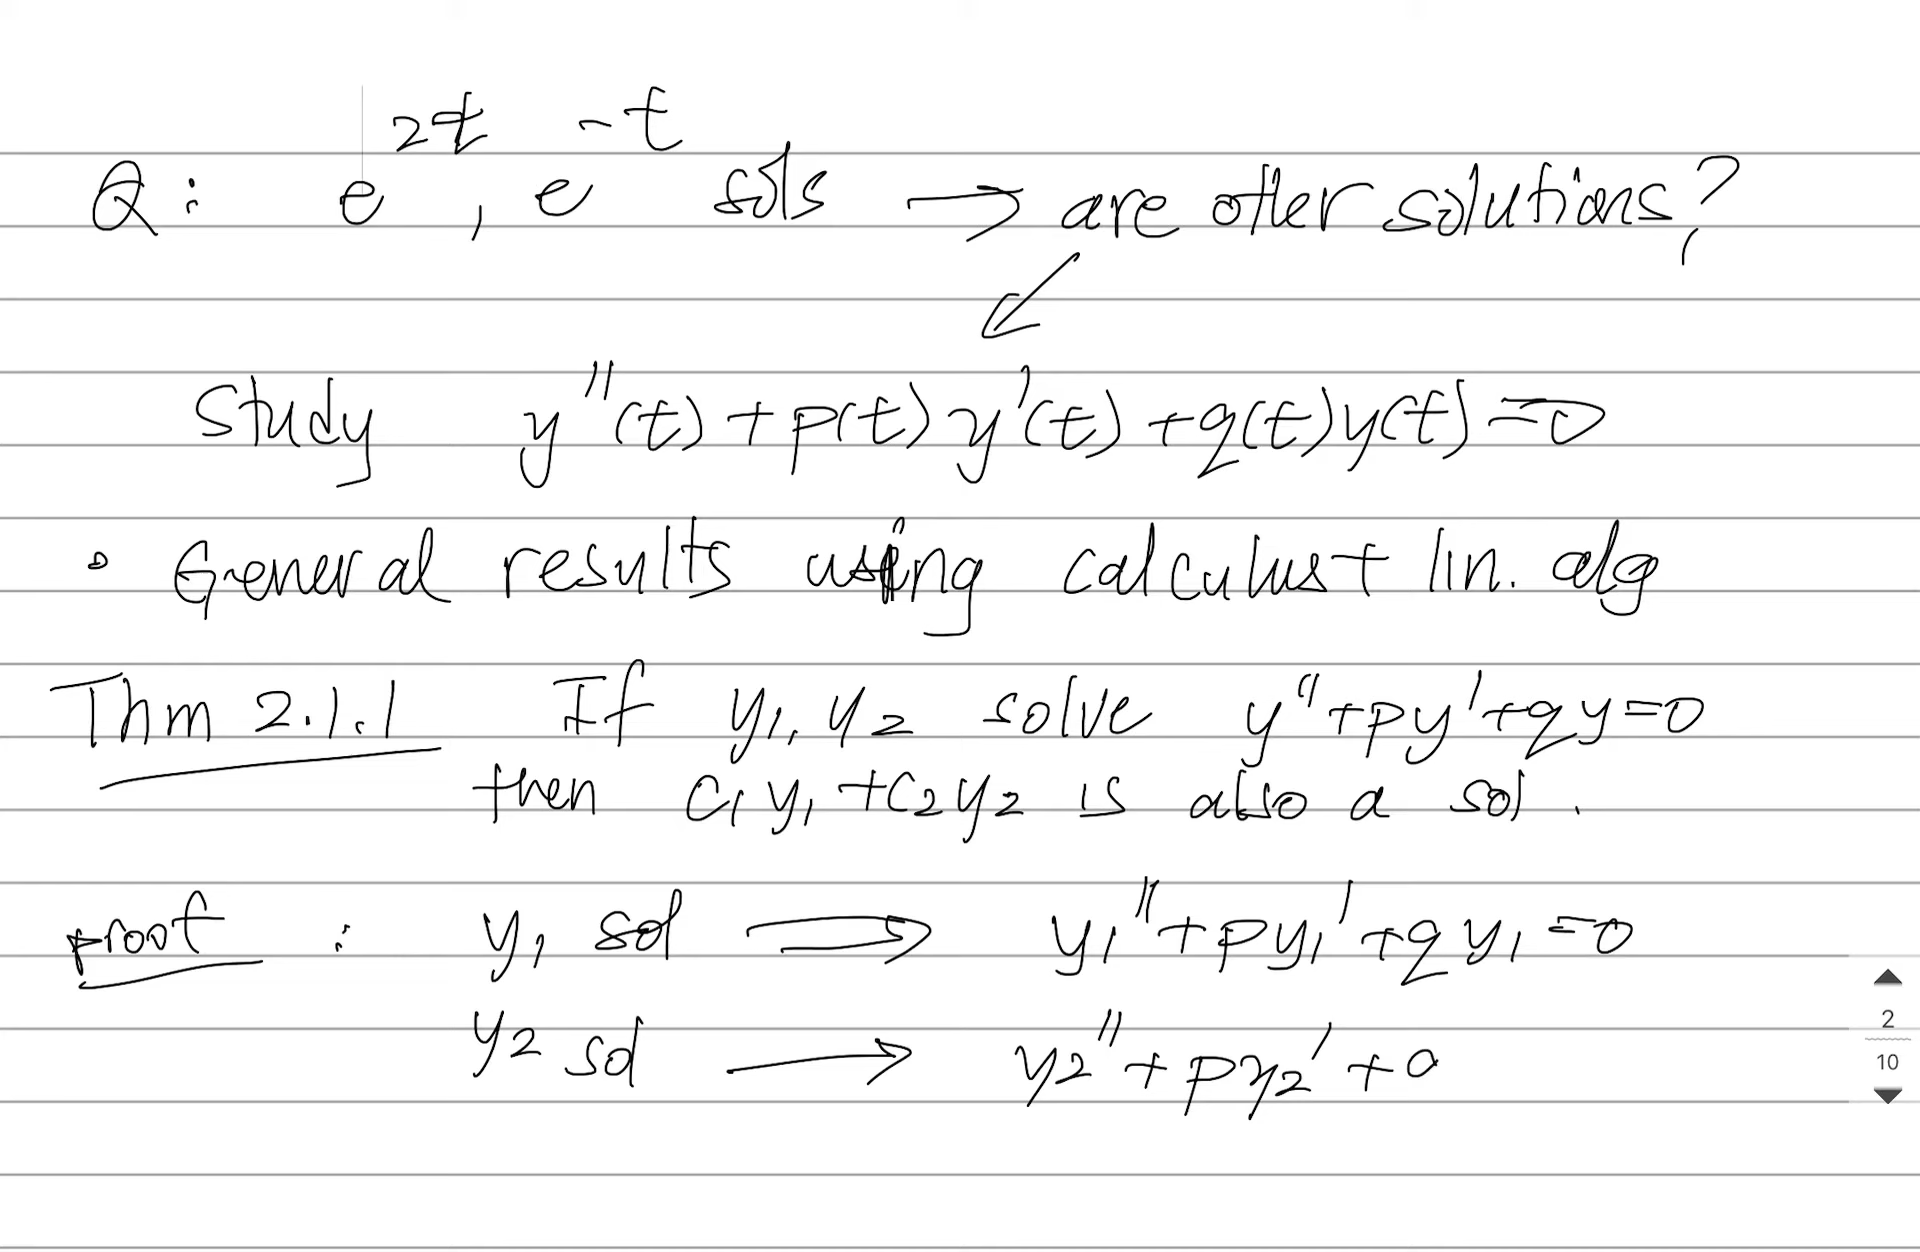 Q: e^{2t}, e^{-t} sols → are other solutions?
Study y''(t) + p(t) y'(t) + q(t) y(t) = 0
• General results using calculus + lin. alg
Thm 2.1.1 If y₁, y₂ solve y'' + py' + qy = 0
then c₁y₁ + c₂y₂ is also a sol.
proof : y₁ sol → y₁'' + py₁' + qy₁ = 0
y₂ sol → y₂'' + py₂' +
2
10